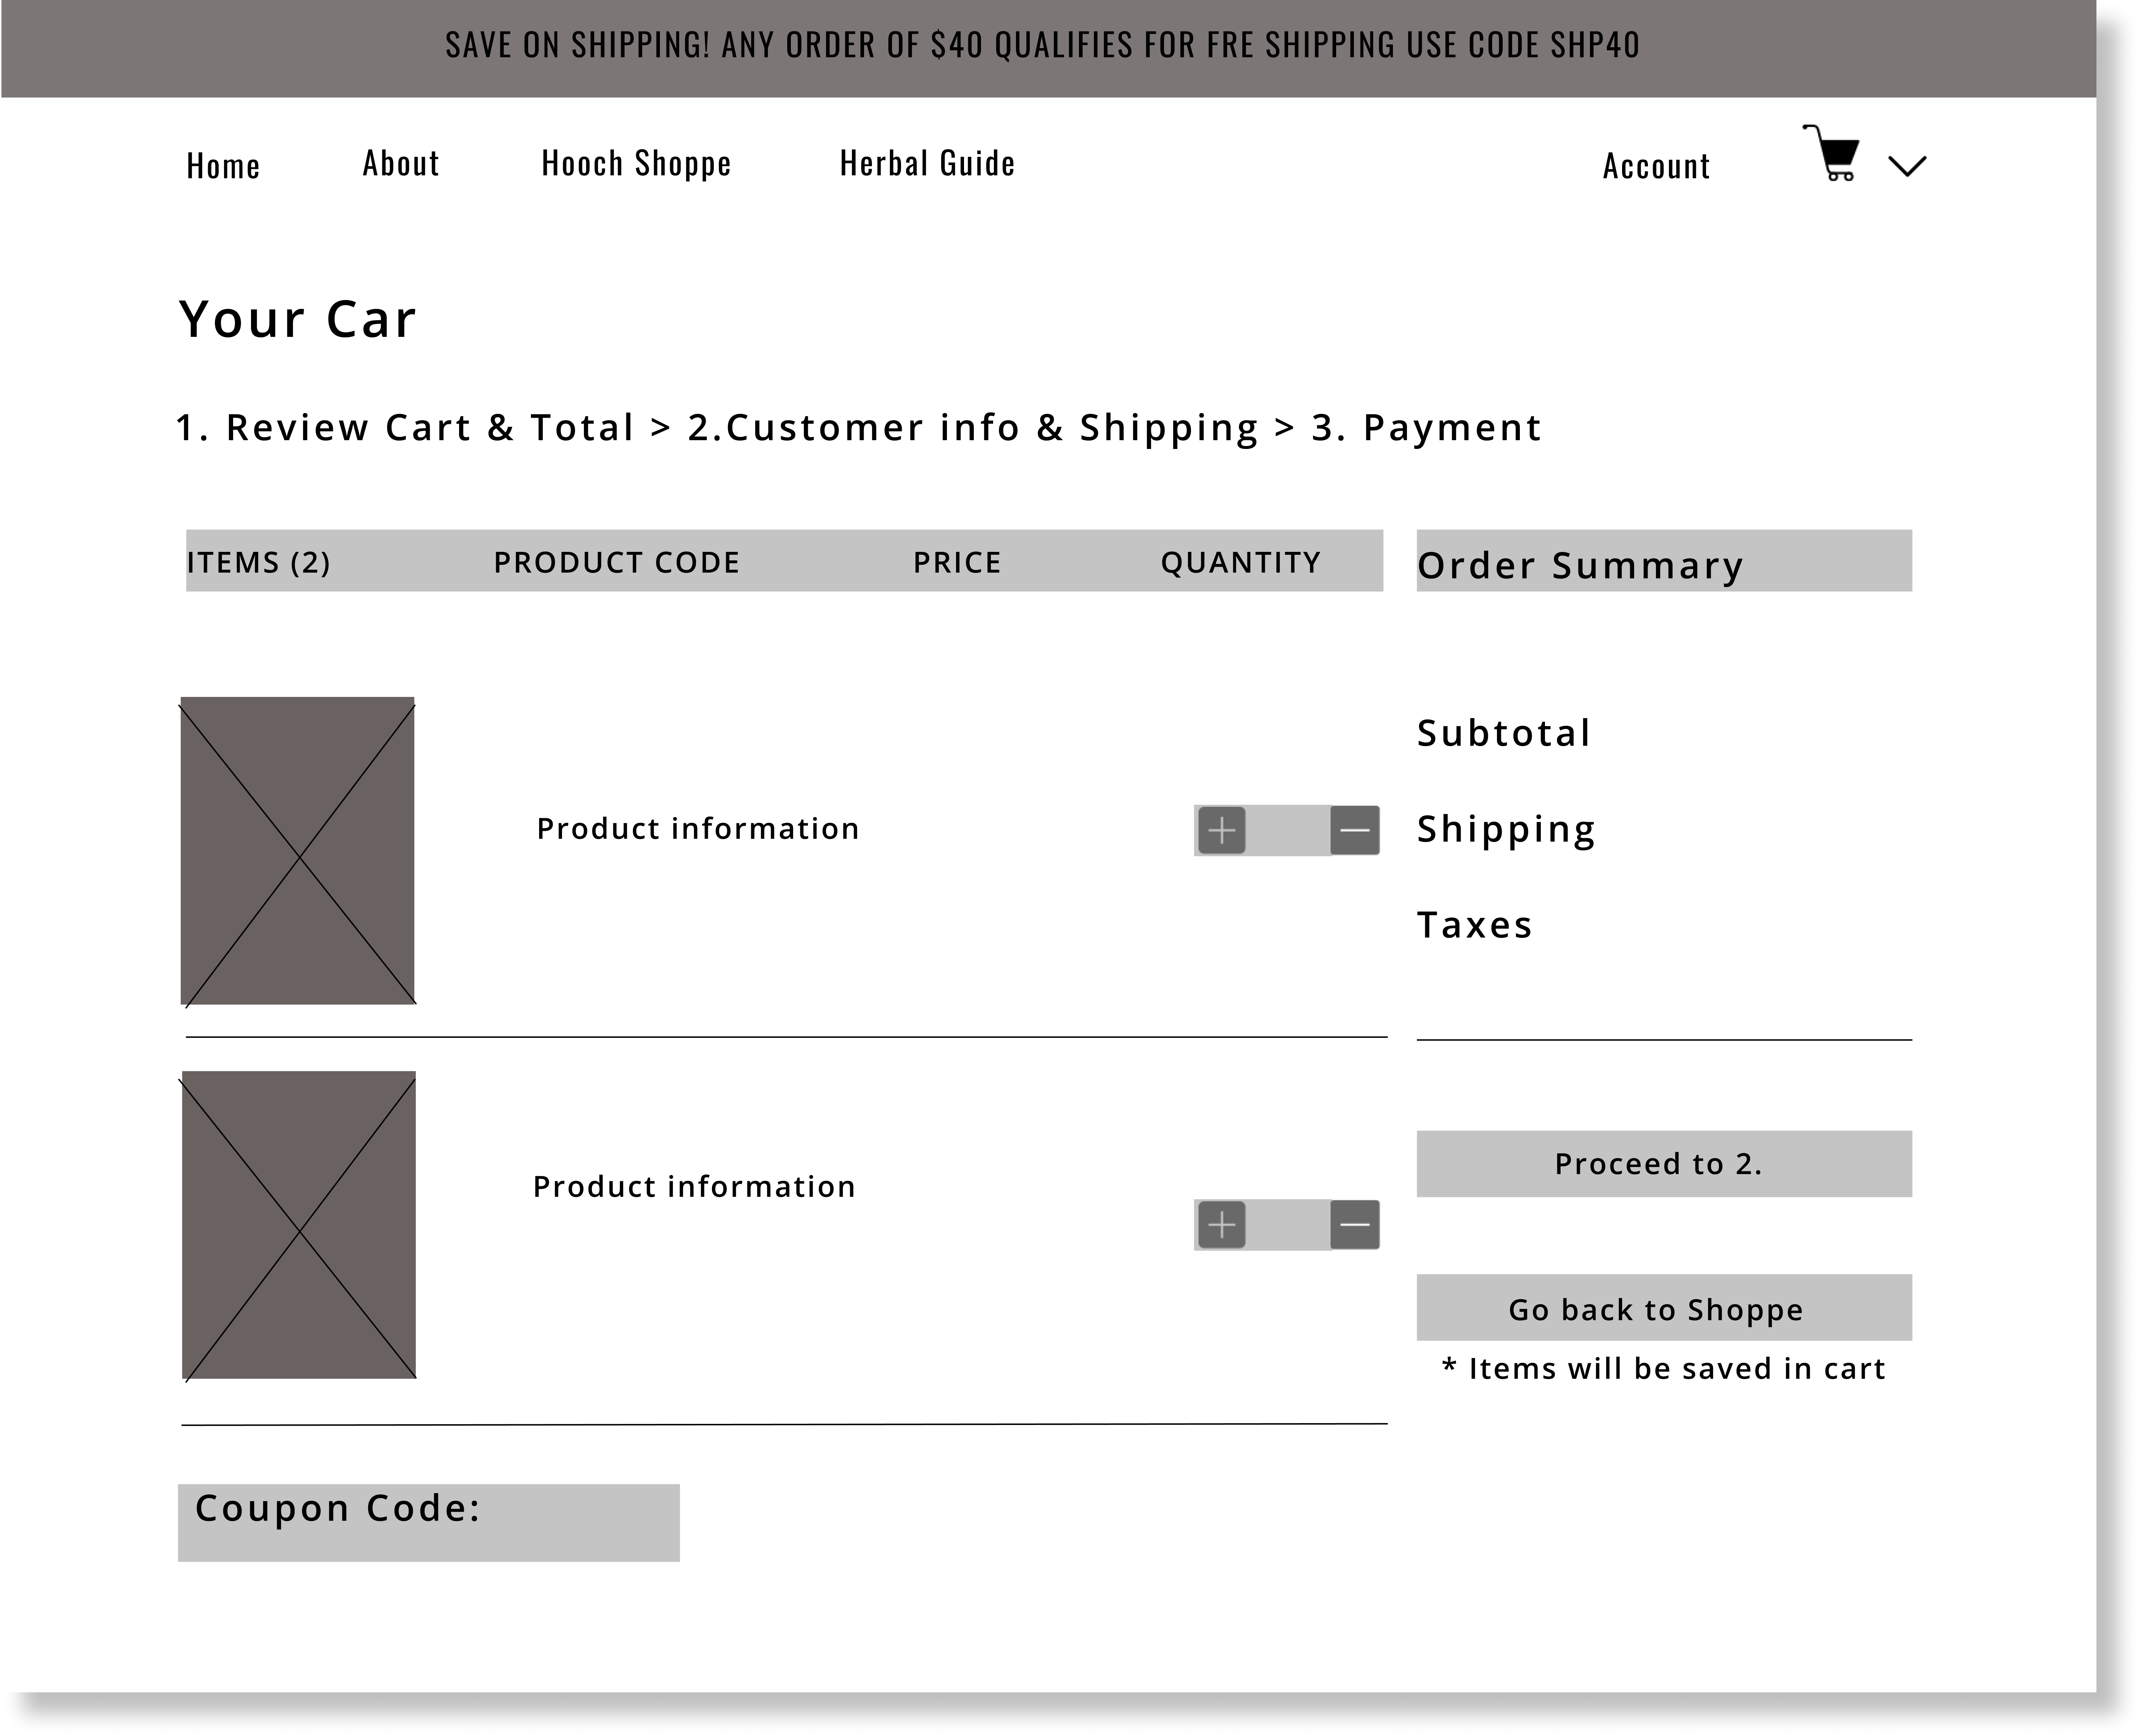 SAVE ON SHIPPING! ANY ORDER OF $40 QUALIFIES FOR FRE SHIPPING USE CODE SHP40
Home About Hooch Shoppe Herbal Guide Account
Your Car
1. Review Cart & Total > 2.Customer info & Shipping > 3. Payment
ITEMS (2) PRODUCT CODE PRICE QUANTITY
Order Summary
Product information
Product information
Coupon Code:
Subtotal
Shipping
Taxes
Proceed to 2.
Go back to Shoppe
* Items will be saved in cart